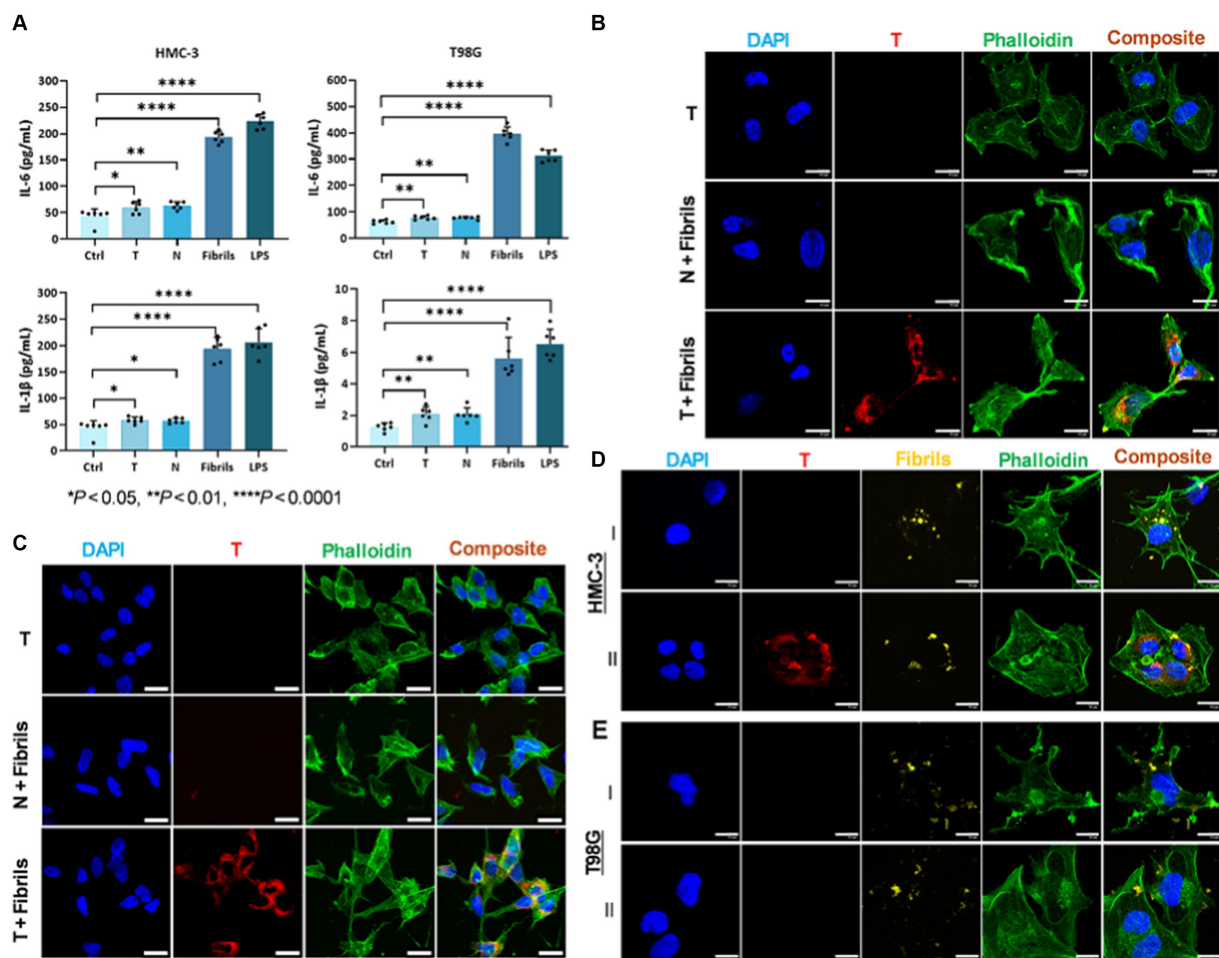 A
HMC-3
T98G
IL-6 (pg/mL)
250
200
150
100
50
0
****
****
**
*
Ctrl T N Fibrils LPS
IL-6 (pg/mL)
600
500
400
300
200
100
0
****
****
**
**
Ctrl T N Fibrils LPS
IL-1β (pg/mL)
300
250
200
150
100
50
0
****
****
*
*
Ctrl T N Fibrils LPS
IL-1β (pg/mL)
10
8
6
4
2
0
****
****
**
**
Ctrl T N Fibrils LPS
*P<0.05, **P<0.01, ****P<0.0001
B
DAPI T Phalloidin Composite
T
N + Fibrils
T + Fibrils
C
DAPI T Phalloidin Composite
T
N + Fibrils
T + Fibrils
D
DAPI T Fibrils Phalloidin Composite
HMC-3
I
II
E
T98G
I
II